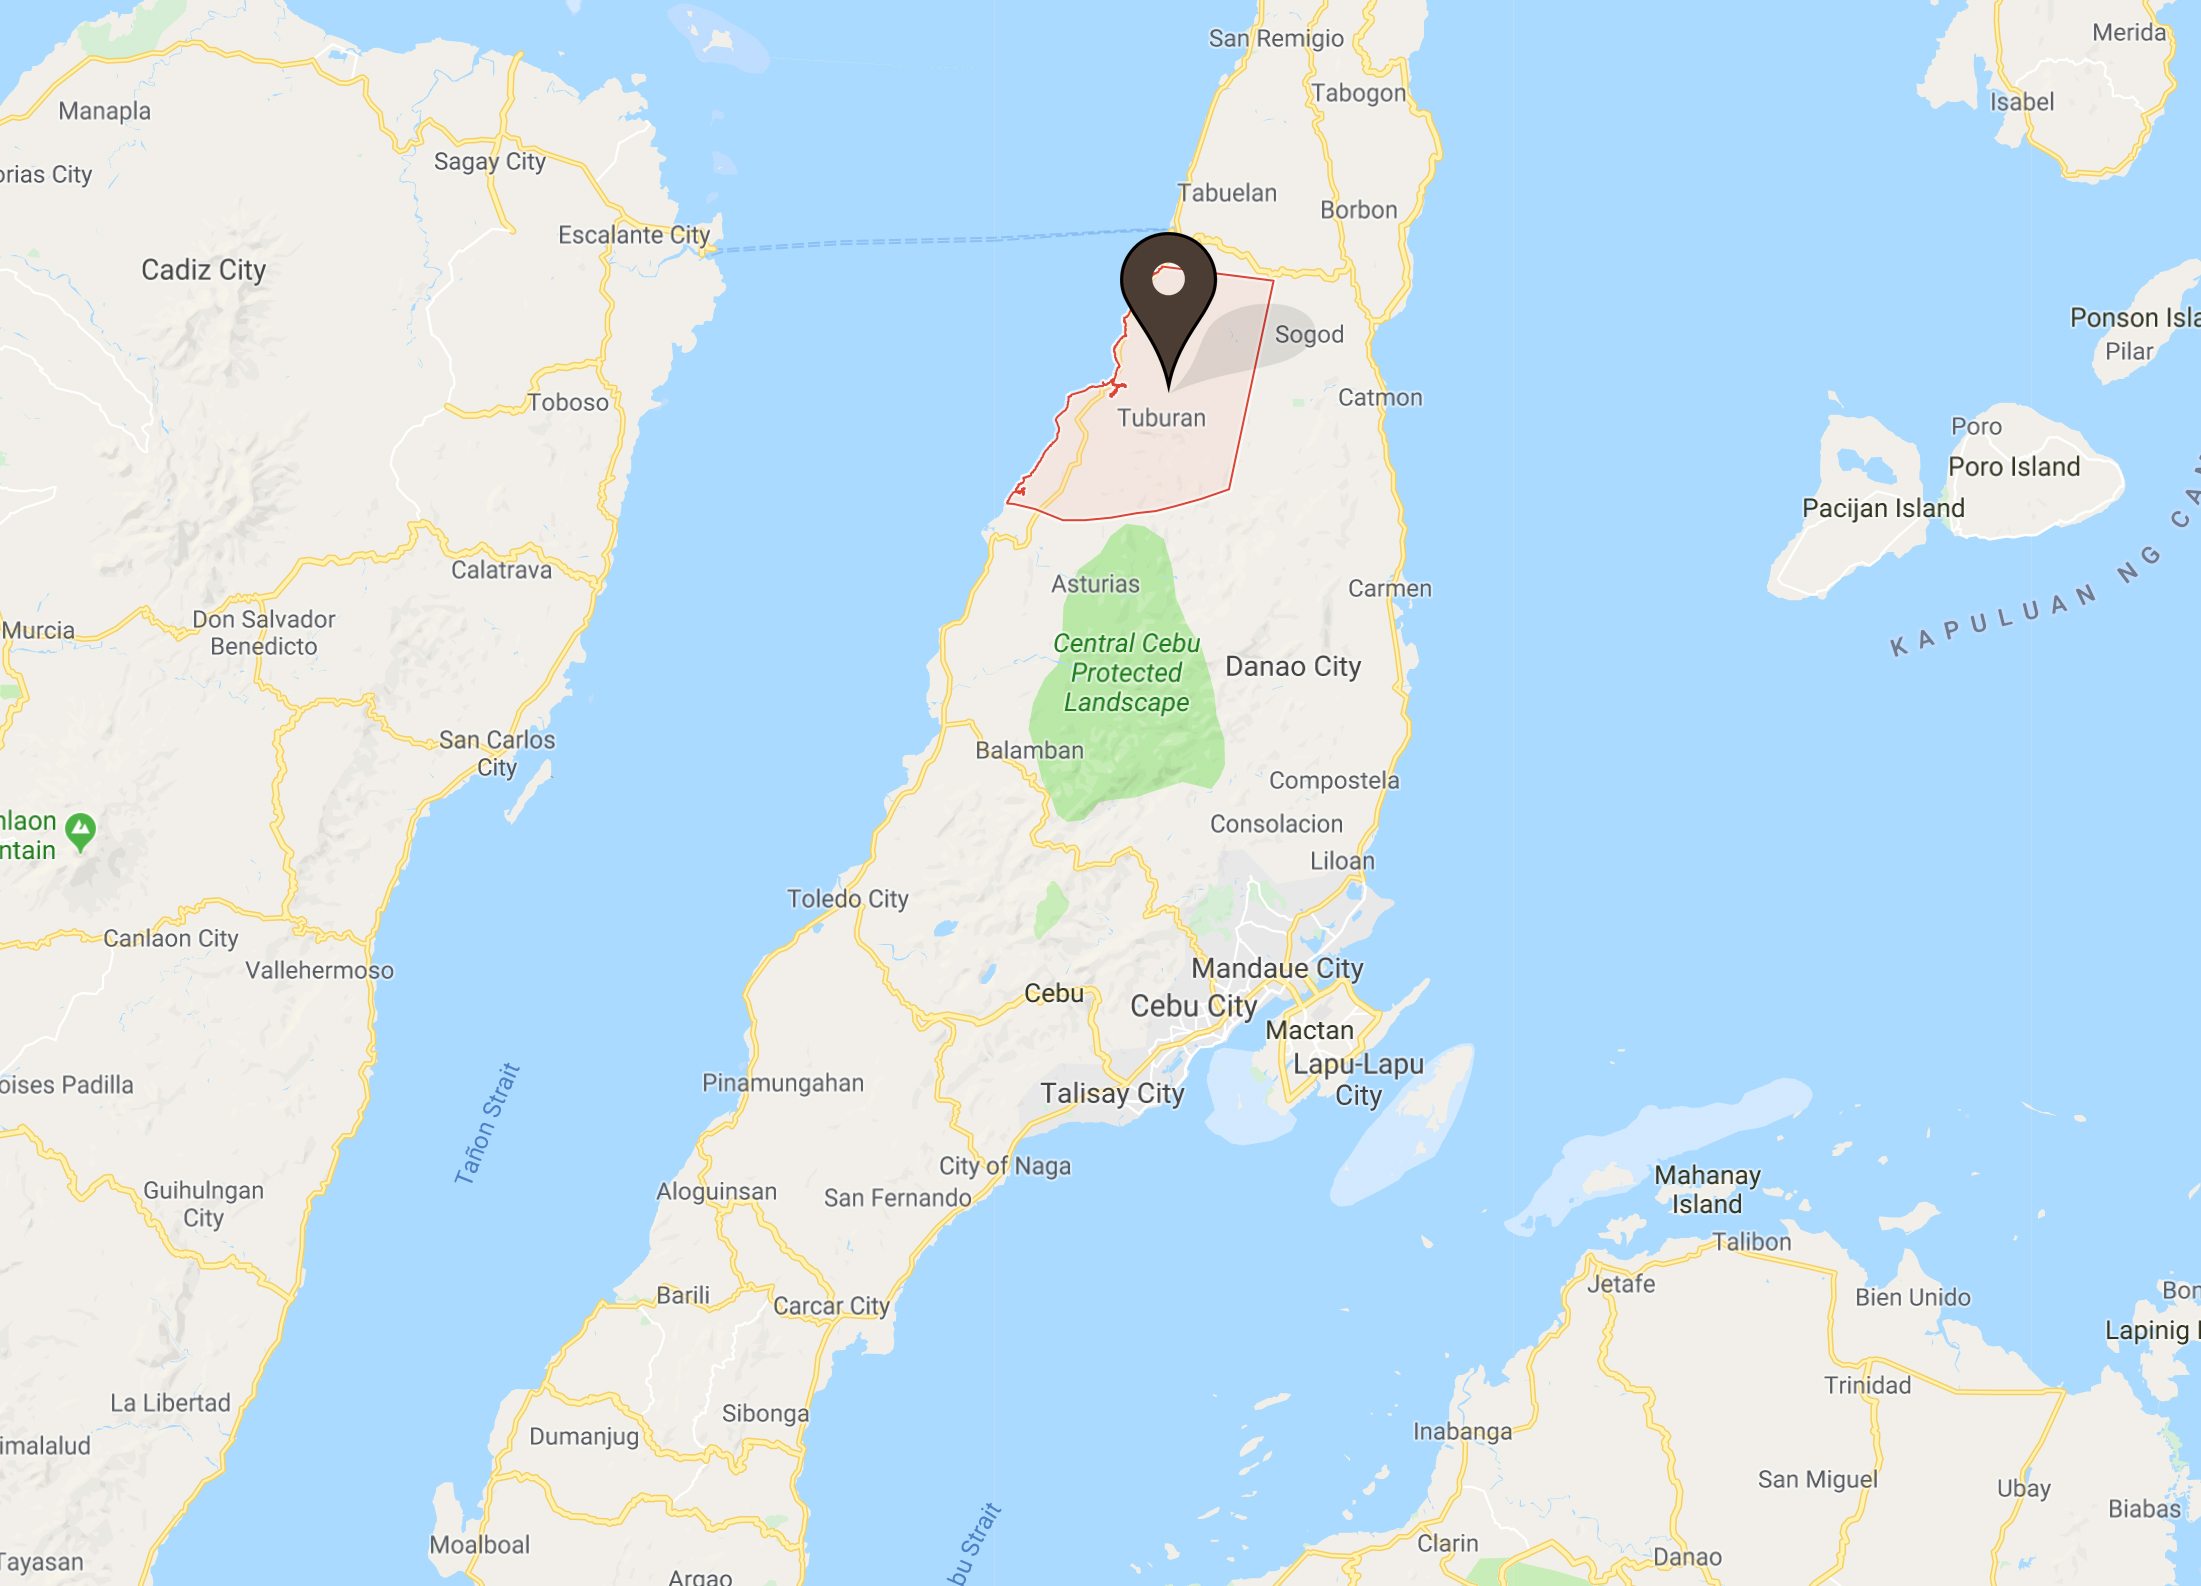 San Remigio
Merida
Tabogon
Isabel
Manapla
Sagay City
orias City
Tabuelan
Borbon
Escalante City
Cadiz City
Ponson Isla
Pilar
Sogod
Catmon
Toboso
Tuburan
Poro
Poro Island
Pacijan Island
KAPULUAN NG CA
Calatrava
Asturias
Carmen
Don Salvador
Benedicto
Murcia
Central Cebu
Protected
Landscape
Danao City
San Carlos
City
Balamban
Compostela
nlaon
ntain
Consolacion
Liloan
Toledo City
Canlaon City
Vallehermoso
Mandaue City
Cebu
Cebu City
Mactan
Lapu-Lapu
City
oises Padilla
Pinamungahan
Talisay City
Tañon Strait
City of Naga
Mahanay
Island
Guihulngan
City
Aloguinsan
San Fernando
Talibon
Jetafe
Bien Unido
Bon
Lapinig I
Barili
Carcar City
La Libertad
Sibonga
Trinidad
Dumanjug
imalalud
Inabanga
San Miguel
Ubay
Biabas
Moalboal
bu Strait
Clarin
Danao
Tayasan
Argao